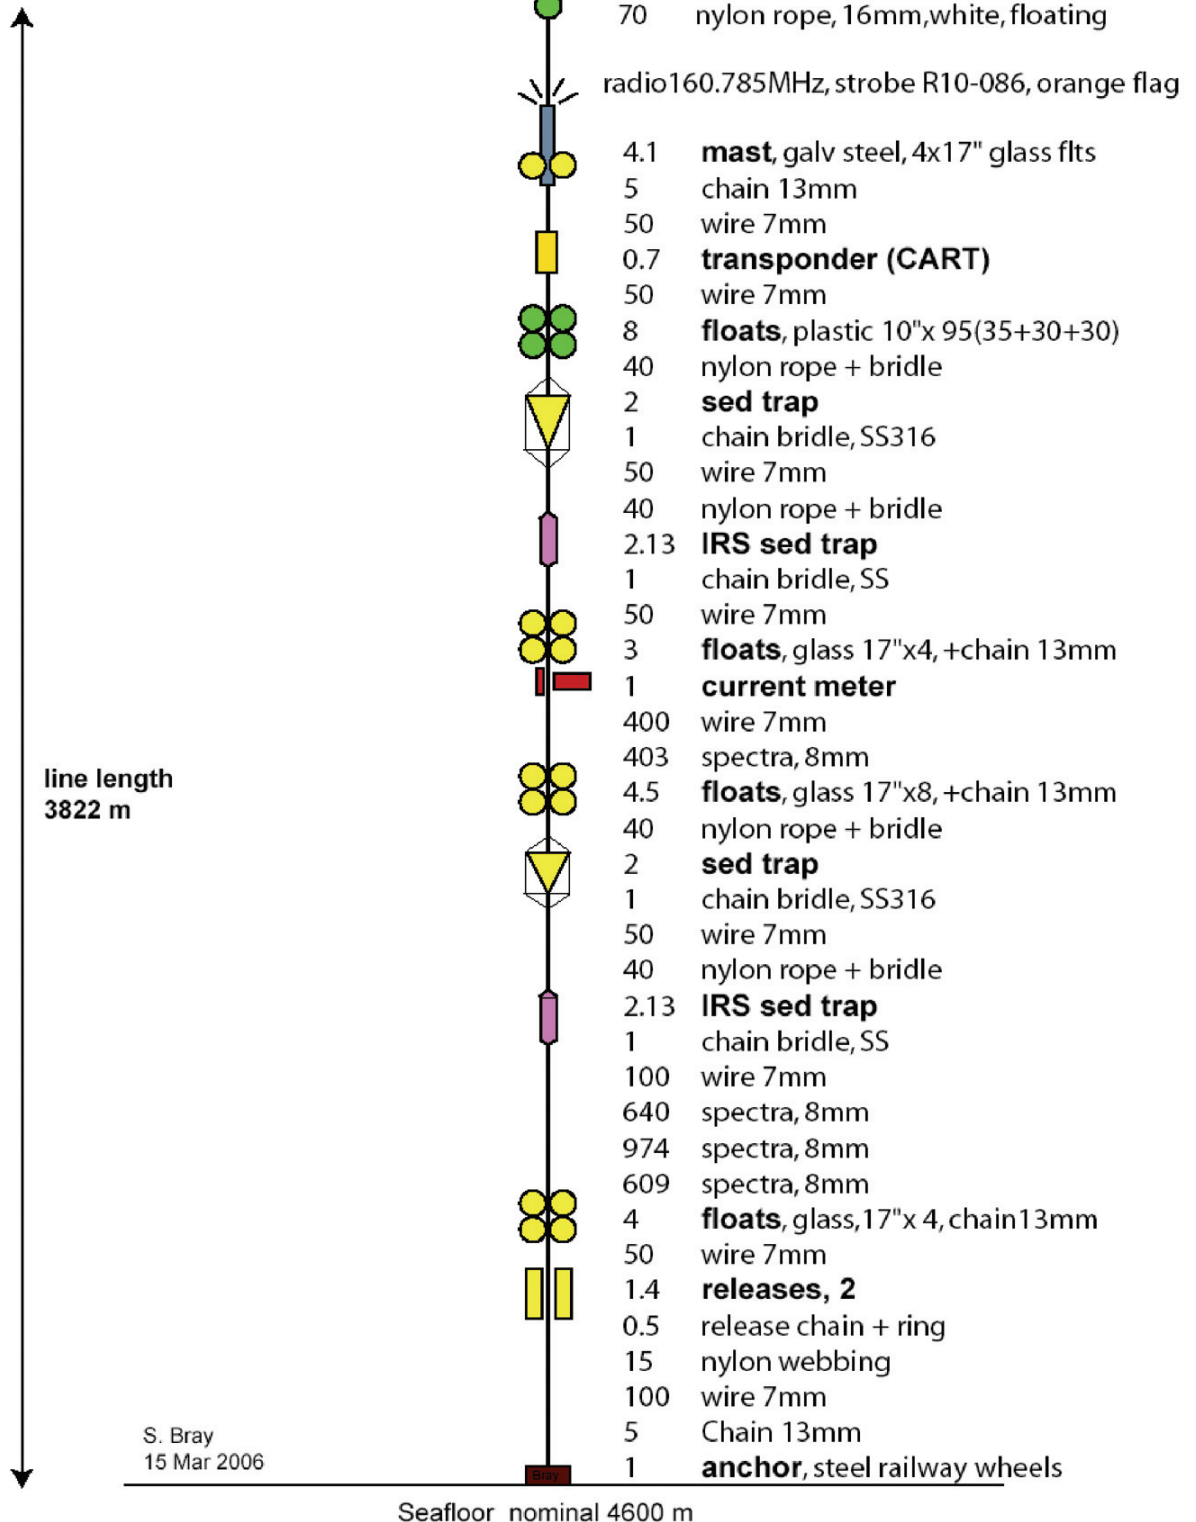 70 nylon rope, 16mm,white, floating
radio160.785MHz, strobe R10-086, orange flag
4.1 mast, galv steel, 4x17" glass flts
5 chain 13mm
50 wire 7mm
0.7 transponder (CART)
50 wire 7mm
8 floats, plastic 10"x 95(35+30+30)
40 nylon rope + bridle
2 sed trap
1 chain bridle, SS316
50 wire 7mm
40 nylon rope + bridle
2.13 IRS sed trap
1 chain bridle, SS
50 wire 7mm
3 floats, glass 17"x4, +chain 13mm
1 current meter
400 wire 7mm
403 spectra, 8mm
line length
3822 m
4.5 floats, glass 17"x8, +chain 13mm
40 nylon rope + bridle
2 sed trap
1 chain bridle, SS316
50 wire 7mm
40 nylon rope + bridle
2.13 IRS sed trap
1 chain bridle, SS
100 wire 7mm
640 spectra, 8mm
974 spectra, 8mm
609 spectra, 8mm
4 floats, glass,17"x 4, chain13mm
50 wire 7mm
1.4 releases, 2
0.5 release chain + ring
15 nylon webbing
100 wire 7mm
5 Chain 13mm
1 anchor, steel railway wheels
S. Bray
15 Mar 2006
Bray
Seafloor nominal 4600 m